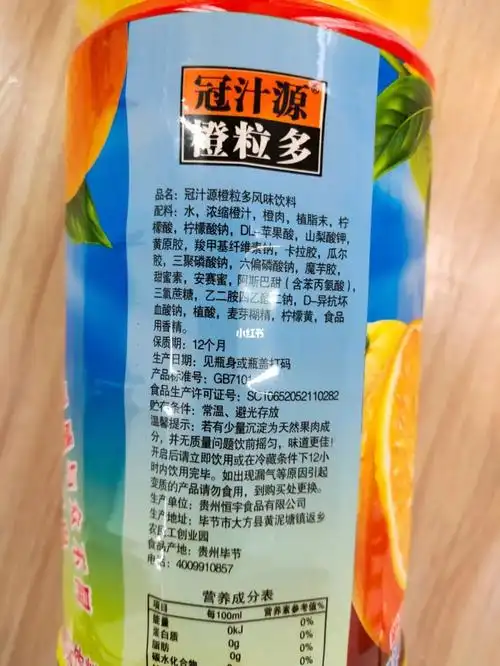 冠汁源®
橙粒多
品名：冠汁源橙粒多风味饮料
配料：水，浓缩橙汁，橙肉，植脂末，柠
檬酸，柠檬酸钠，DL-苹果酸，山梨酸钾，
黄原胶，羧甲基纤维素钠，卡拉胶，瓜尔
胶，三聚磷酸钠，六偏磷酸钠，魔芋胶，
甜蜜素，安赛蜜，阿斯巴甜（含苯丙氨酸）
三氯蔗糖，乙二胺四乙酸二钠，D-异抗坏
血酸钠，植酸，麦芽糊精，柠檬黄，食品
用香精。
小红书
保质期：12个月
生产日期：见瓶身或瓶盖打码
产品标准号：GB7101
食品生产许可证号：SC10652052110282
贮存条件：常温、避光存放
温馨提示：若有少量沉淀为天然果肉成
分，并无质量问题饮前摇匀，味道更佳！
开启后请立即饮用或在冷藏条件下12小
时内饮用完毕。如出现漏气等原因引起
变质的产品请勿食用，到购买处更换。
生产单位：贵州恒宇食品有限公司
生产地址：毕节市大方县黄泥塘镇返乡
农民工创业园
食品产地：贵州毕节
电话：4009910857
营养成分表
项目 每100ml 营养素参考值%
能量 0kJ 0%
蛋白质 0g 0%
脂肪 0g 0%
碳水化合物 0%